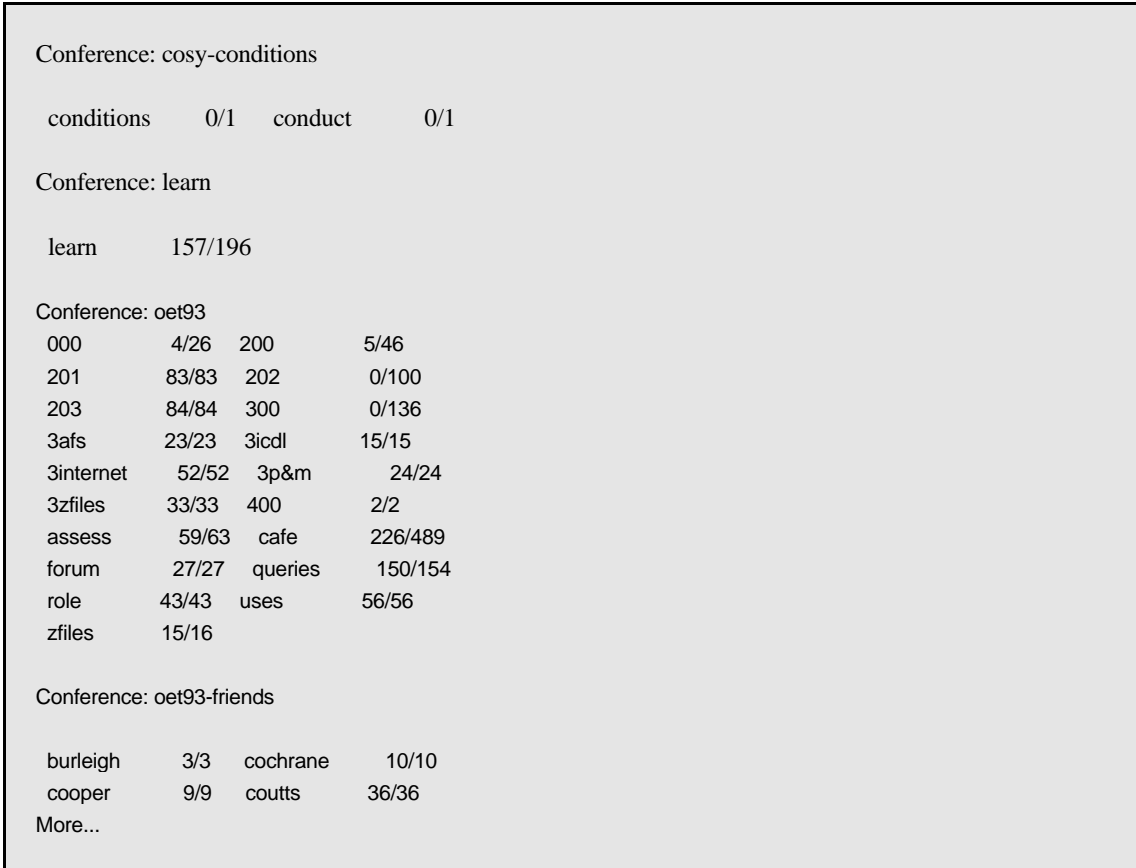 Conference: cosy-conditions
conditions 0/1 conduct 0/1
Conference: learn
learn 157/196
Conference: oet93
000 4/26 200 5/46
201 83/83 202 0/100
203 84/84 300 0/136
3afs 23/23 3icdl 15/15
3internet 52/52 3p&m 24/24
3zfiles 33/33 400 2/2
assess 59/63 cafe 226/489
forum 27/27 queries 150/154
role 43/43 uses 56/56
zfiles 15/16
Conference: oet93-friends
burleigh 3/3 cochrane 10/10
cooper 9/9 coutts 36/36
More...